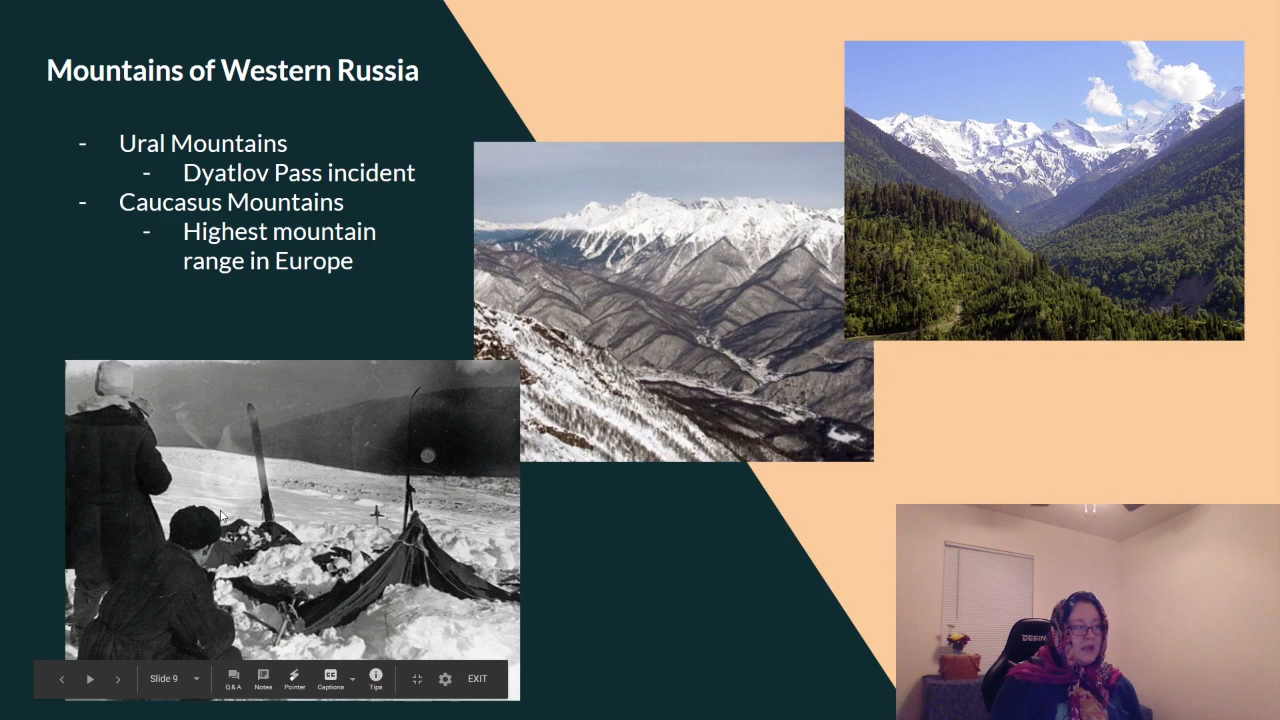 Mountains of Western Russia
- Ural Mountains
- Dyatlov Pass incident
- Caucasus Mountains
- Highest mountain
range in Europe
Slide 9
Q & A
Notes
Pointer
CC
Captions
Tips
EXIT